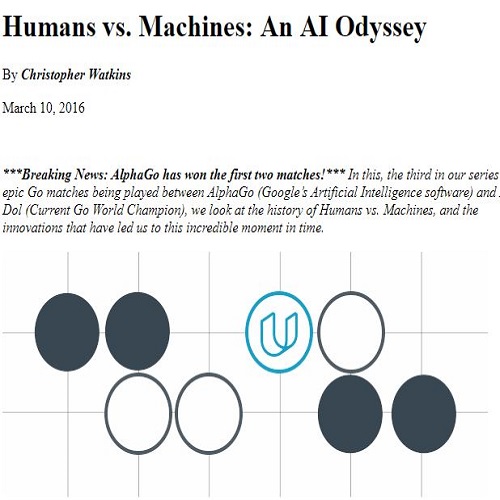 Humans vs. Machines: An AI Odyssey
By Christopher Watkins
March 10, 2016
***Breaking News: AlphaGo has won the first two matches!*** In this, the third in our series
epic Go matches being played between AlphaGo (Google's Artificial Intelligence software) and
Dol (Current Go World Champion), we look at the history of Humans vs. Machines, and the
innovations that have led us to this incredible moment in time.